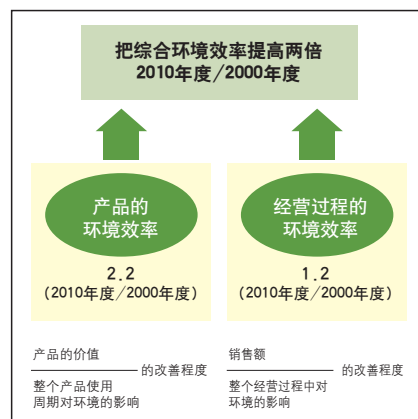 把综合环境效率提高两倍
2010年度/2000年度
产品的
环境效率
2.2
(2010年度/2000年度)
经营过程的
环境效率
1.2
(2010年度/2000年度)
产品的价值
整个产品使用
周期对环境的影响
的改善程度
销售额
整个经营过程中对
环境的影响
的改善程度